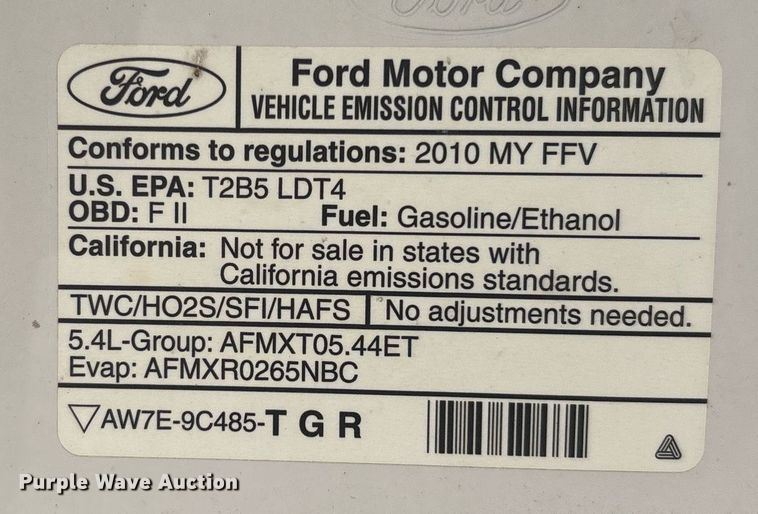 Ford
Ford
Ford Motor Company
VEHICLE EMISSION CONTROL INFORMATION
Conforms to regulations: 2010 MY FFV
U.S. EPA: T2B5 LDT4
OBD: F II Fuel: Gasoline/Ethanol
California: Not for sale in states with
California emissions standards.
TWC/HO2S/SFI/HAFS No adjustments needed.
5.4L-Group: AFMXT05.44ET
Evap: AFMXR0265NBC
▽AW7E-9C485-T G R
Purple Wave Auction